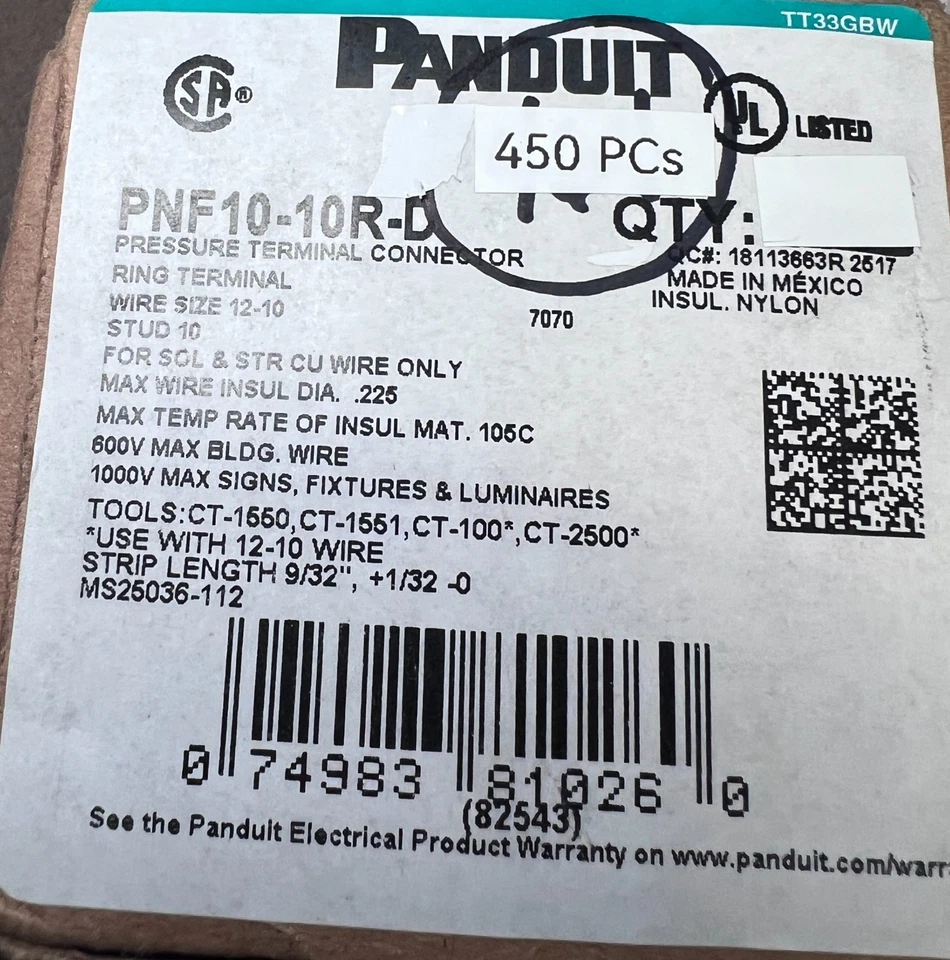 TT33GBW
PANDUIT
SA ®
UL LISTED
450 PCs
PNF10-10R-D
QTY:
PRESSURE TERMINAL CONNECTOR
QC#: 18113663R 2517
RING TERMINAL
MADE IN MÉXICO
WIRE SIZE 12-10
INSUL. NYLON
STUD 10
7070
FOR SOL & STR CU WIRE ONLY
MAX WIRE INSUL DIA. .225
MAX TEMP RATE OF INSUL MAT. 105C
600V MAX BLDG. WIRE
1000V MAX SIGNS, FIXTURES & LUMINAIRES
TOOLS:CT-1550,CT-1551,CT-100*,CT-2500*
*USE WITH 12-10 WIRE
STRIP LENGTH 9/32", +1/32 -0
MS25036-112
0 74983 81026 0
(82543)
See the Panduit Electrical Product Warranty on www.panduit.com/warr